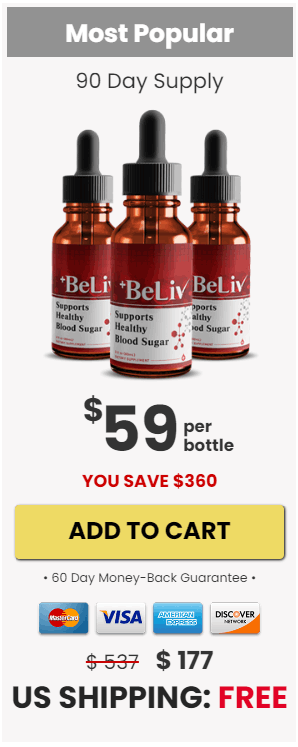 Most Popular
90 Day Supply
+BeLiv
Supports
Healthy
Blood Sugar
$59 per
bottle
YOU SAVE $360
ADD TO CART
• 60 Day Money-Back Guarantee •
MasterCard VISA AMERICAN EXPRESS DISCOVER NETWORK
$ 537 $ 177
US SHIPPING: FREE